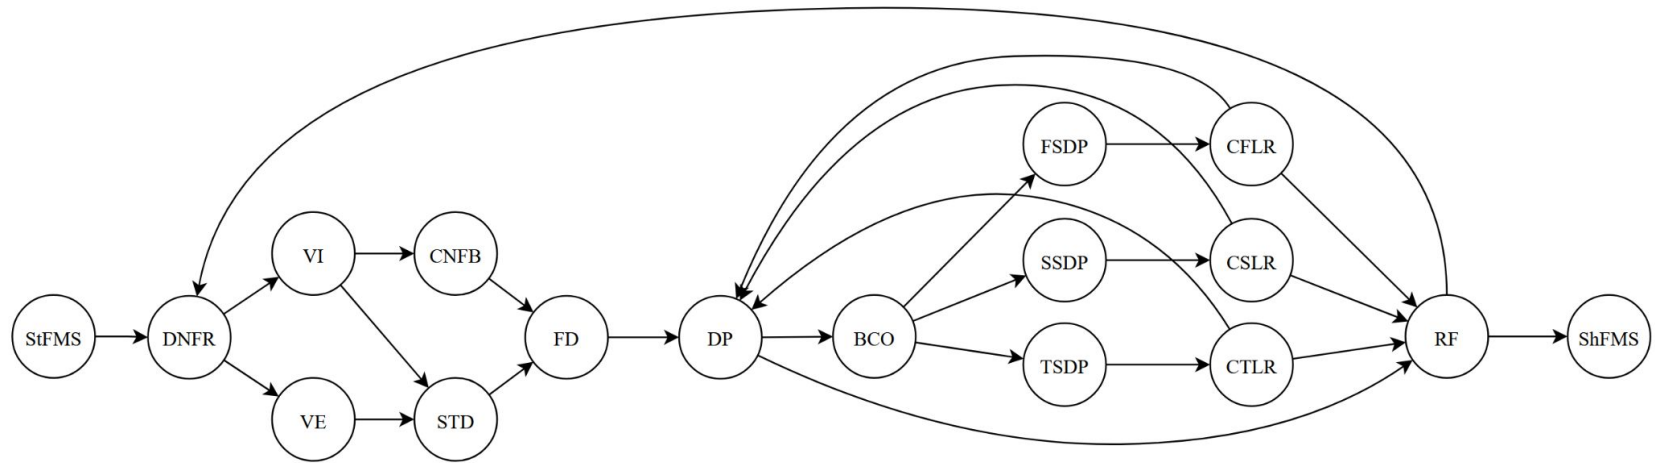 StFMS
DNFR
VI
VE
CNFB
STD
FD
DP
BCO
FSDP
SSDP
TSDP
CFLR
CSLR
CTLR
RF
ShFMS